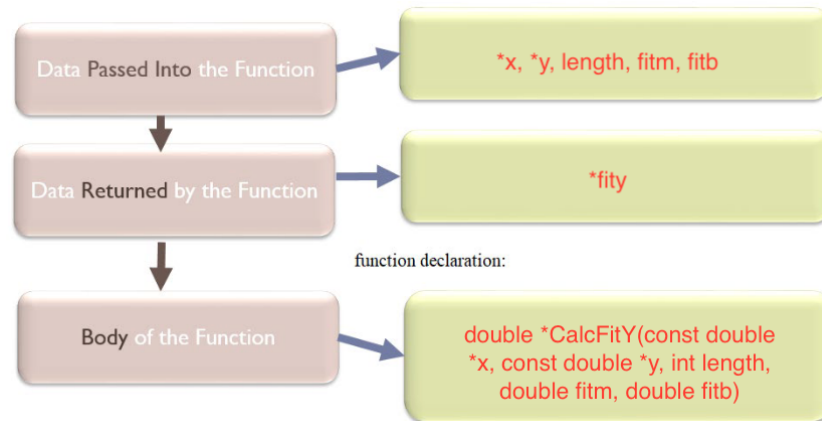 Data Passed Into the Function
*x, *y, length, fitm, fitb
Data Returned by the Function
*fity
function declaration:
Body of the Function
double *CalcFitY(const double
*x, const double *y, int length,
double fitm, double fitb)